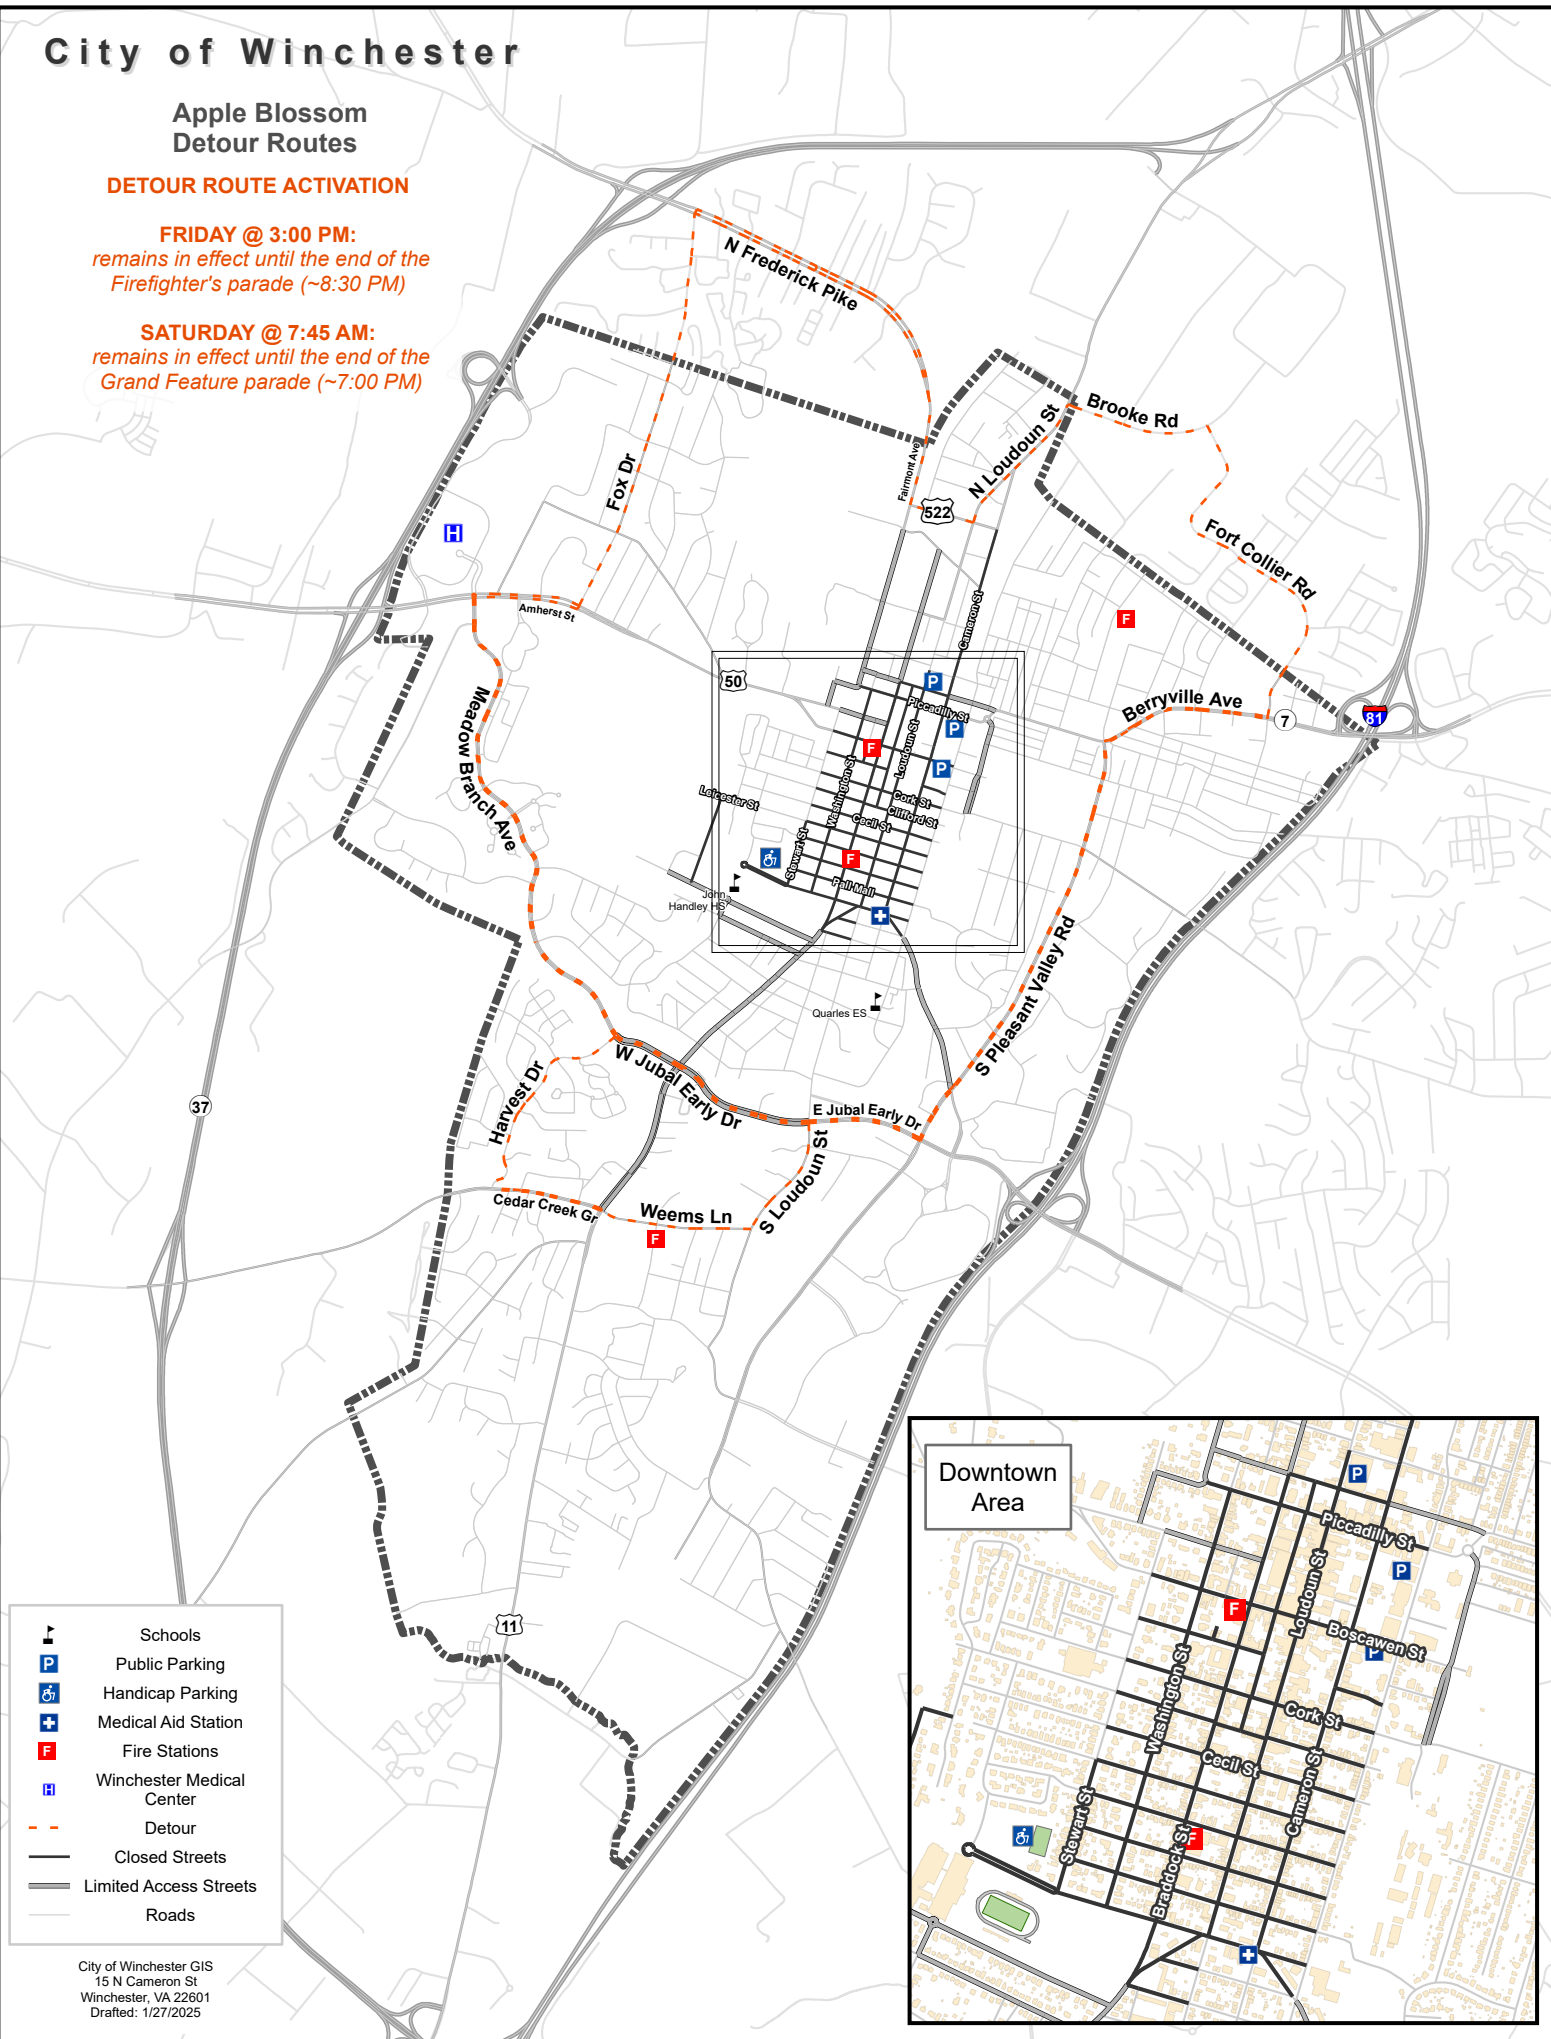 City of Winchester
Apple Blossom
Detour Routes
DETOUR ROUTE ACTIVATION
FRIDAY @ 3:00 PM:
remains in effect until the end of the
Firefighter's parade (~8:30 PM)
SATURDAY @ 7:45 AM:
remains in effect until the end of the
Grand Feature parade (~7:00 PM)
N Frederick Pike
Brooke Rd
N Loudoun St
Fairmont Ave
Fox Dr
522
H
Fort Collier Rd
Amherst St
Cameron St
F
50
P
Piccadilly St
P
Berryville Ave
7
81
Meadow Branch Ave
F
Loudoun St
P
Leicester St
Washington St
Cork St
Clifford St
Cecil St
Stewart St
F
Pall Mall
John
Handley HS
S Pleasant Valley Rd
Quarles ES
W Jubal Early Dr
Harvest Dr
37
E Jubal Early Dr
S Loudoun St
Cedar Creek Gr
Weems Ln
F
11
Downtown
Area
P
Piccadilly St
P
Loudoun St
F
Boscawen St
P
Washington St
Cork St
Cecil St
Cameron St
Stewart St
Braddock St
F
Schools
P Public Parking
Handicap Parking
Medical Aid Station
F Fire Stations
H Winchester Medical
Center
Detour
Closed Streets
Limited Access Streets
Roads
City of Winchester GIS
15 N Cameron St
Winchester, VA 22601
Drafted: 1/27/2025